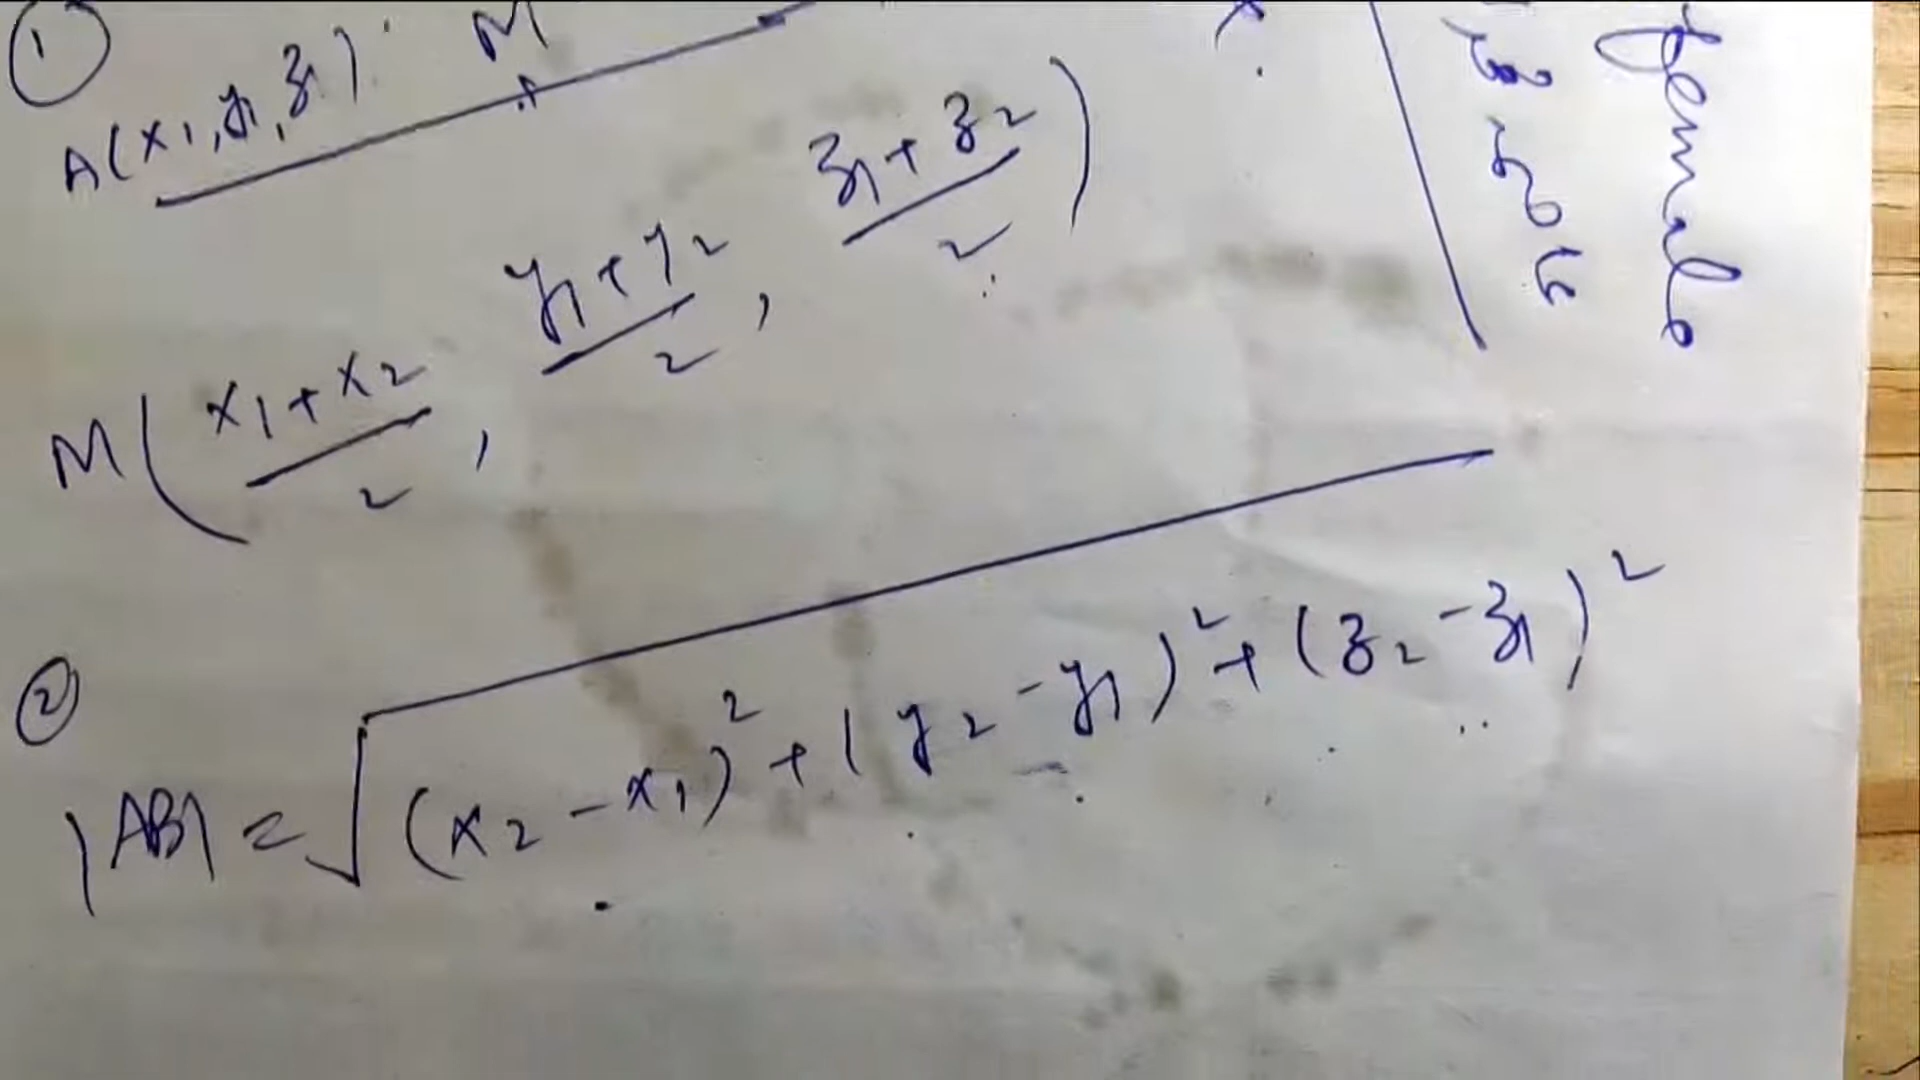 ①
A(x₁, y₁, z₁) M
M((x₁+x₂)/2, (y₁+y₂)/2, (z₁+z₂)/2)
②
|AB| = √((x₂-x₁)²+(y₂-y₁)²+(z₂-z₁)²)
female